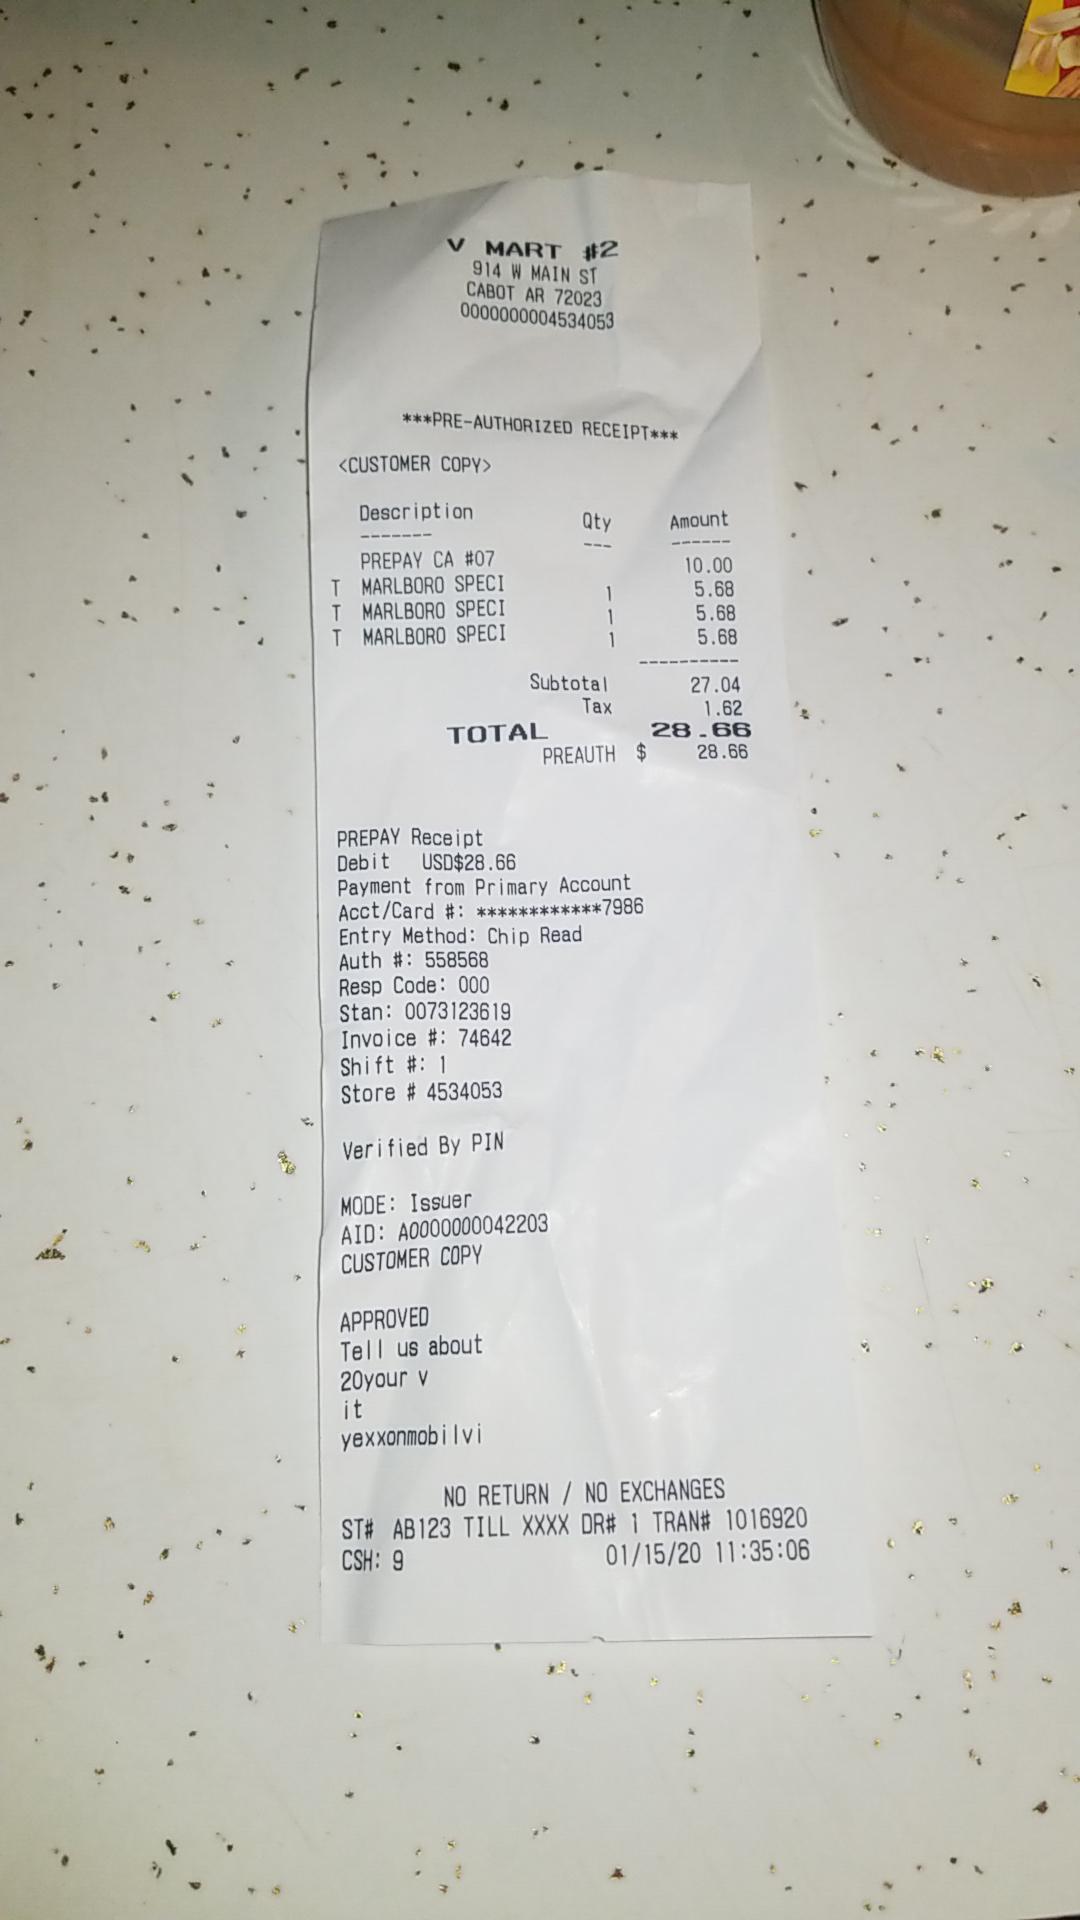 V MART #2
914 W MAIN ST
CABOT AR 72023
0000000004534053
***PRE-AUTHORIZED RECEIPT***
<CUSTOMER COPY>
Description Qty Amount
------- --- ------
PREPAY CA #07 10.00
T MARLBORO SPECI 1 5.68
T MARLBORO SPECI 1 5.68
T MARLBORO SPECI 1 5.68
----------
Subtotal 27.04
Tax 1.62
TOTAL 28.66
PREAUTH $ 28.66
PREPAY Receipt
Debit USD$28.66
Payment from Primary Account
Acct/Card #: ************7986
Entry Method: Chip Read
Auth #: 558568
Resp Code: 000
Stan: 0073123619
Invoice #: 74642
Shift #: 1
Store # 4534053
Verified By PIN
MODE: Issuer
AID: A0000000042203
CUSTOMER COPY
APPROVED
Tell us about
20your v
it
yexxonmobilvi
NO RETURN / NO EXCHANGES
ST# AB123 TILL XXXX DR# 1 TRAN# 1016920
CSH: 9 01/15/20 11:35:06